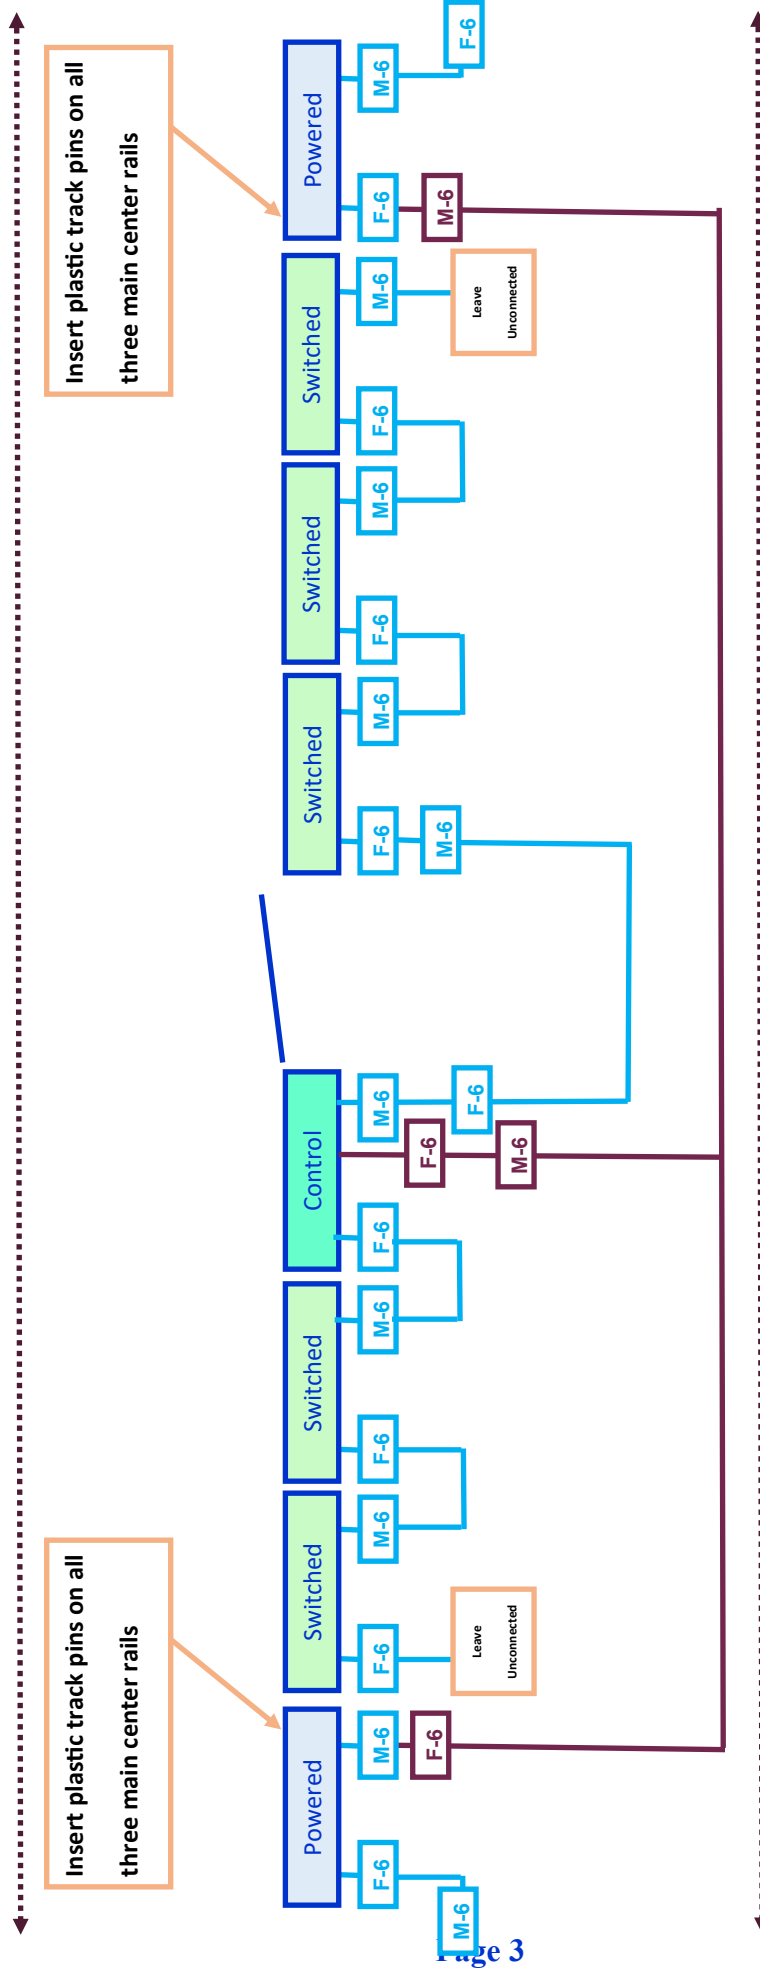 Insert plastic track pins on all
three main center rails
Insert plastic track pins on all
three main center rails
Powered
Switched
Switched
Control
Switched
Switched
Switched
Powered
F-6
M-6
F-6
M-6
F-6
M-6
F-6
M-6
F-6
M-6
F-6
M-6
F-6
M-6
F-6
M-6
F-6
F-6
M-6
M-6
M-6
F-6
F-6
Leave
Unconnected
Leave
Unconnected
M-6
Page 3